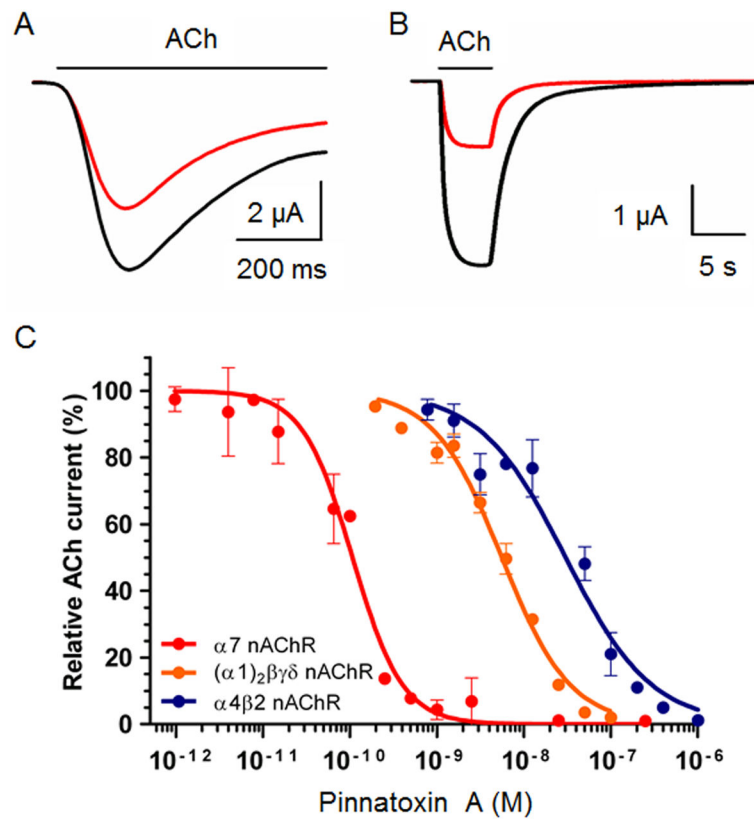 A
ACh
2 µA
200 ms
B
ACh
1 µA
5 s
C
Relative ACh current (%)
100
80
60
40
20
0
α7 nAChR
(α1)₂βγδ nAChR
α4β2 nAChR
10⁻¹² 10⁻¹¹ 10⁻¹⁰ 10⁻⁹ 10⁻⁸ 10⁻⁷ 10⁻⁶
Pinnatoxin A (M)